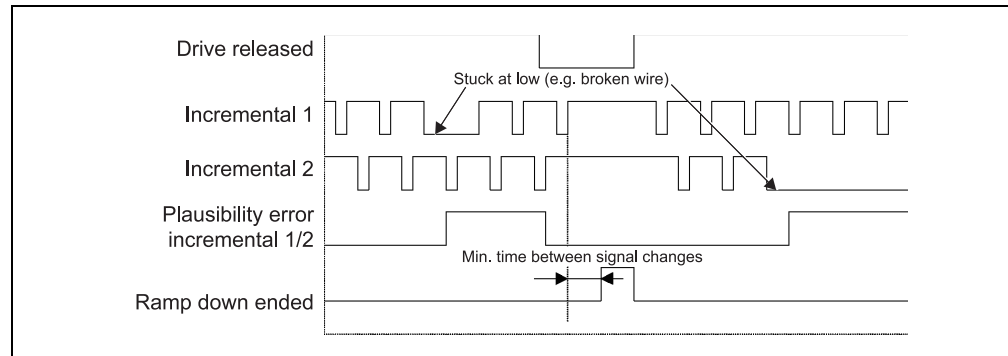 Drive released
Stuck at low (e.g. broken wire)
Incremental 1
Incremental 2
Plausibility error
incremental 1/2
Min. time between signal changes
Ramp down ended